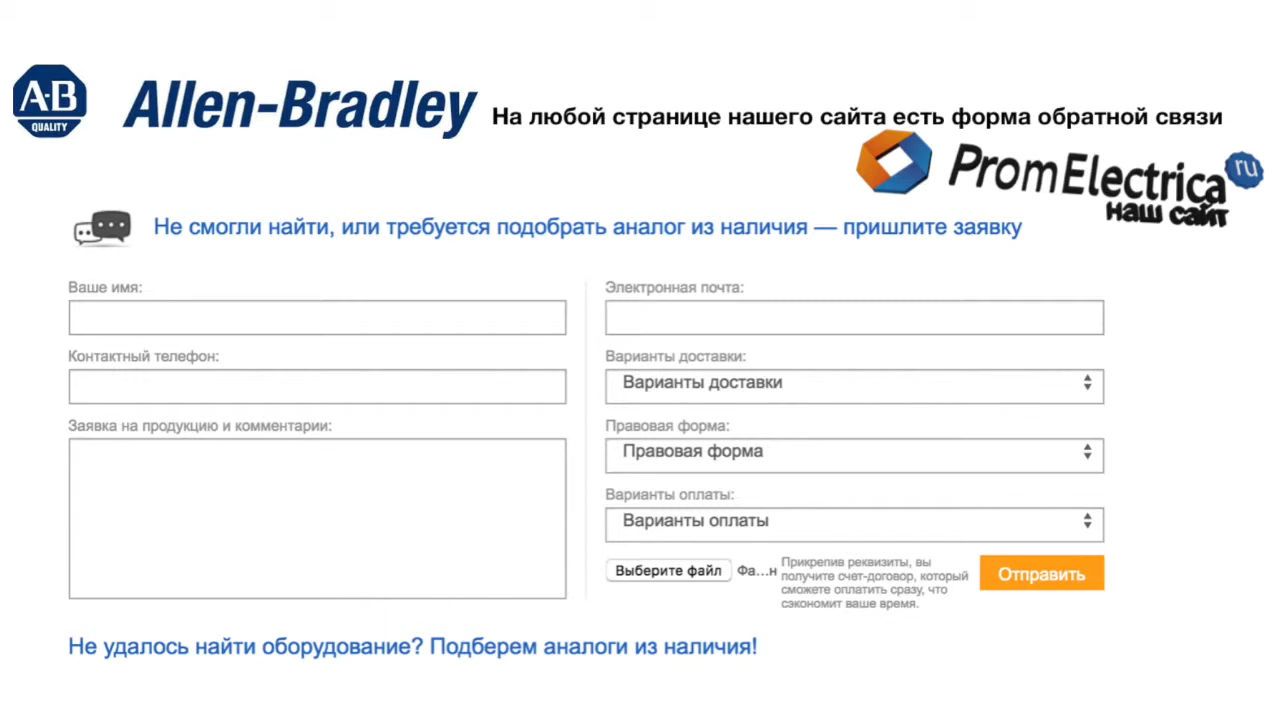 A-B
QUALITY
Allen-Bradley
На любой странице нашего сайта есть форма обратной связи
PromElectrica ru
наш сайт
Не смогли найти, или требуется подобрать аналог из наличия — пришлите заявку
Ваше имя:
Электронная почта:
Контактный телефон:
Варианты доставки:
Варианты доставки
Заявка на продукцию и комментарии:
Правовая форма:
Правовая форма
Варианты оплаты:
Варианты оплаты
Выберите файл Фа...н
Прикрепив реквизиты, вы
получите счет-договор, который
сможете оплатить сразу, что
сэкономит ваше время.
Отправить
Не удалось найти оборудование? Подберем аналоги из наличия!